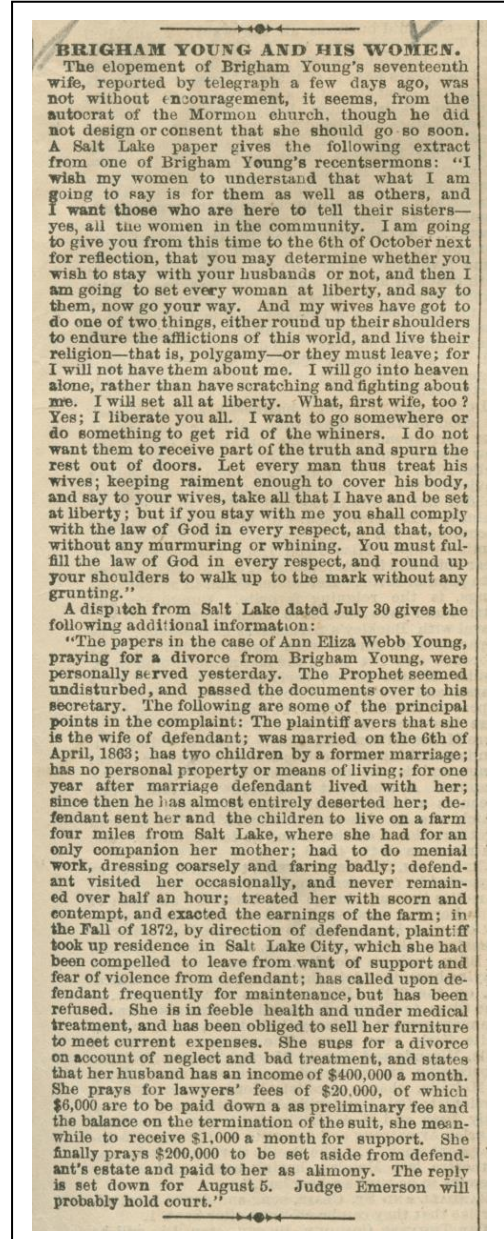 BRIGHAM YOUNG AND HIS WOMEN.
The elopement of Brigham Young's seventeenth
wife, reported by telegraph a few days ago, was
not without encouragement, it seems, from the
autocrat of the Mormon church, though he did
not design or consent that she should go so soon.
A Salt Lake paper gives the following extract
from one of Brigham Young's recentsermons: "I
wish my women to understand that what I am
going to say is for them as well as others, and
I want those who are here to tell their sisters—
yes, all the women in the community. I am going
to give you from this time to the 6th of October next
for reflection, that you may determine whether you
wish to stay with your husbands or not, and then I
am going to set every woman at liberty, and say to
them, now go your way. And my wives have got to
do one of two things, either round up their shoulders
to endure the afflictions of this world, and live their
religion—that is, polygamy—or they must leave; for
I will not have them about me. I will go into heaven
alone, rather than have scratching and fighting about
me. I will set all at liberty. What, first wife, too?
Yes; I liberate you all. I want to go somewhere or
do something to get rid of the whiners. I do not
want them to receive part of the truth and spurn the
rest out of doors. Let every man thus treat his
wives; keeping raiment enough to cover his body,
and say to your wives, take all that I have and be set
at liberty; but if you stay with me you shall comply
with the law of God in every respect, and that, too,
without any murmuring or whining. You must ful-
fill the law of God in every respect, and round up
your shoulders to walk up to the mark without any
grunting."
A dispatch from Salt Lake dated July 30 gives the
following additional information:
"The papers in the case of Ann Eliza Webb Young,
praying for a divorce from Brigham Young, were
personally served yesterday. The Prophet seemed
undisturbed, and passed the documents over to his
secretary. The following are some of the principal
points in the complaint: The plaintiff avers that she
is the wife of defendant; was married on the 6th of
April, 1863; has two children by a former marriage;
has no personal property or means of living; for one
year after marriage defendant lived with her;
since then he has almost entirely deserted her; de-
fendant sent her and the children to live on a farm
four miles from Salt Lake, where she had for an
only companion her mother; had to do menial
work, dressing coarsely and faring badly; defend-
ant visited her occasionally, and never remain-
ed over half an hour; treated her with scorn and
contempt, and exacted the earnings of the farm; in
the Fall of 1872, by direction of defendant, plaintiff
took up residence in Salt Lake City, which she had
been compelled to leave from want of support and
fear of violence from defendant; has called upon de-
fendant frequently for maintenance, but has been
refused. She is in feeble health and under medical
treatment, and has been obliged to sell her furniture
to meet current expenses. She sues for a divorce
on account of neglect and bad treatment, and states
that her husband has an income of $400,000 a month.
She prays for lawyers' fees of $20.000, of which
$6,000 are to be paid down a as preliminary fee and
the balance on the termination of the suit, she mean-
while to receive $1,000 a month for support. She
finally prays $200,000 to be set aside from defend-
ant's estate and paid to her as alimony. The reply
is set down for August 5. Judge Emerson will
probably hold court."